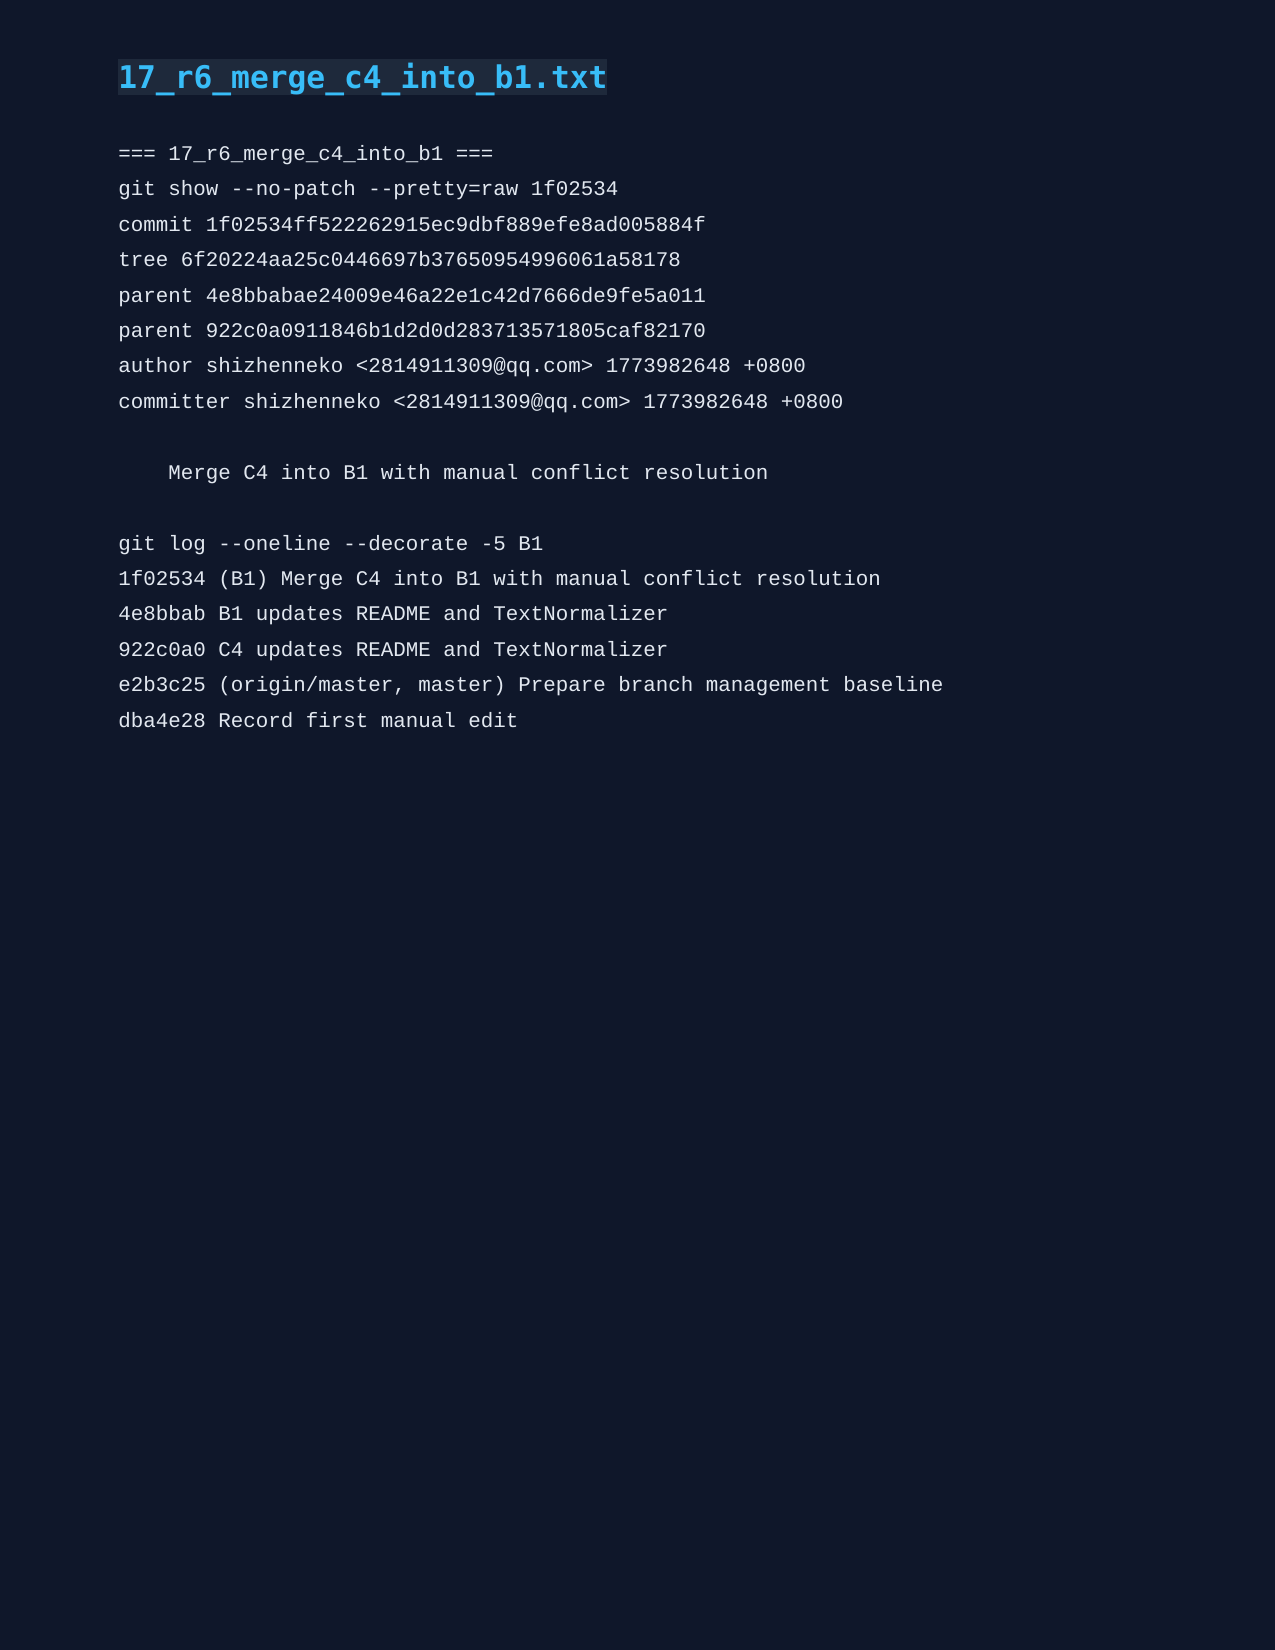 17_r6_merge_c4_into_b1.txt
=== 17_r6_merge_c4_into_b1 ===
git show --no-patch --pretty=raw 1f02534
commit 1f02534ff522262915ec9dbf889efe8ad005884f
tree 6f20224aa25c0446697b37650954996061a58178
parent 4e8bbabae24009e46a22e1c42d7666de9fe5a011
parent 922c0a0911846b1d2d0d283713571805caf82170
author shizhenneko <2814911309@qq.com> 1773982648 +0800
committer shizhenneko <2814911309@qq.com> 1773982648 +0800
Merge C4 into B1 with manual conflict resolution
git log --oneline --decorate -5 B1
1f02534 (B1) Merge C4 into B1 with manual conflict resolution
4e8bbab B1 updates README and TextNormalizer
922c0a0 C4 updates README and TextNormalizer
e2b3c25 (origin/master, master) Prepare branch management baseline
dba4e28 Record first manual edit